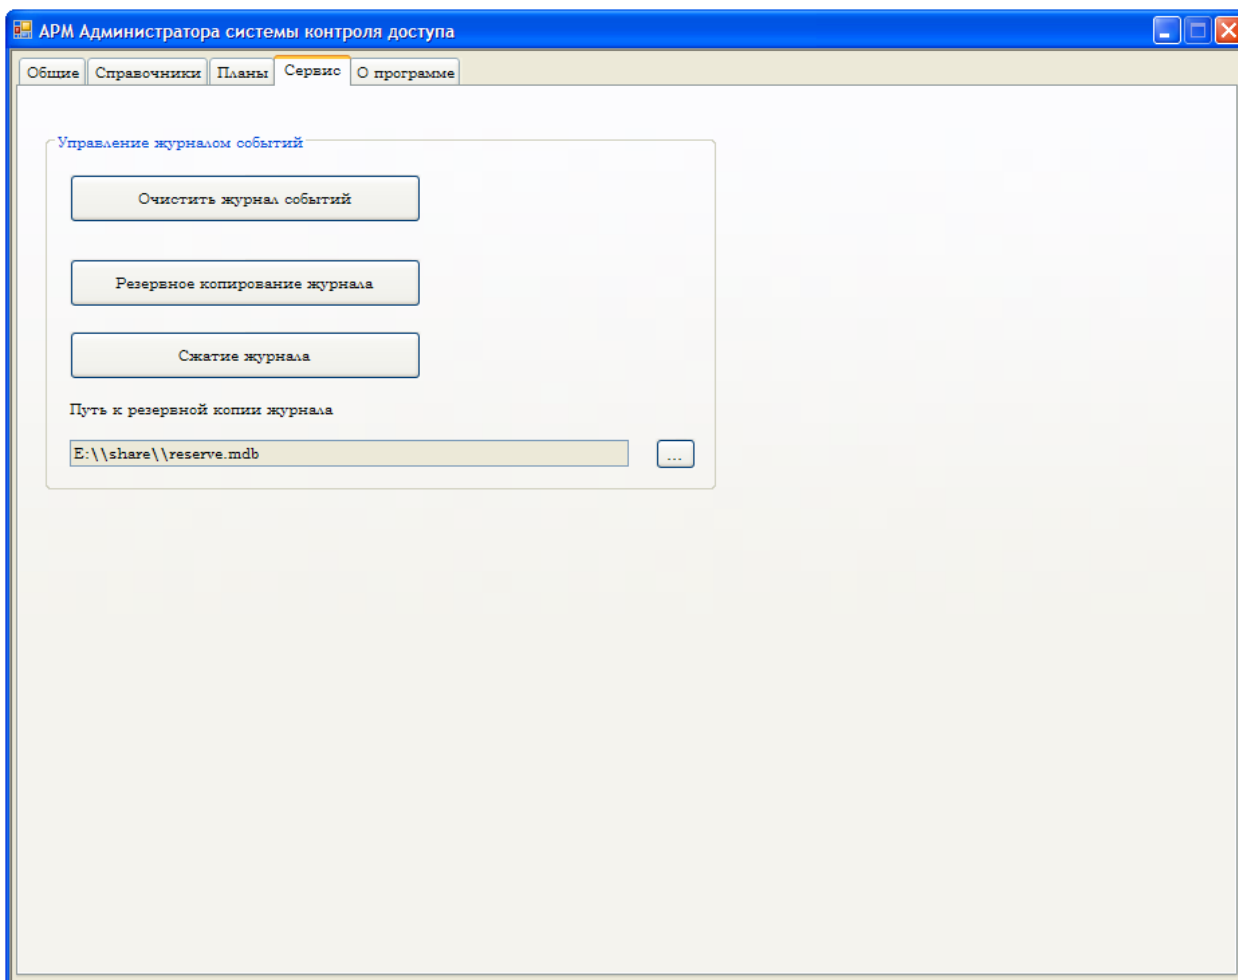 АРМ Администратора системы контроля доступа
Общие Справочники Планы Сервис О программе
Управление журналом событий
Очистить журнал событий
Резервное копирование журнала
Сжатие журнала
Путь к резервной копии журнала
E:\\share\\reserve.mdb ...